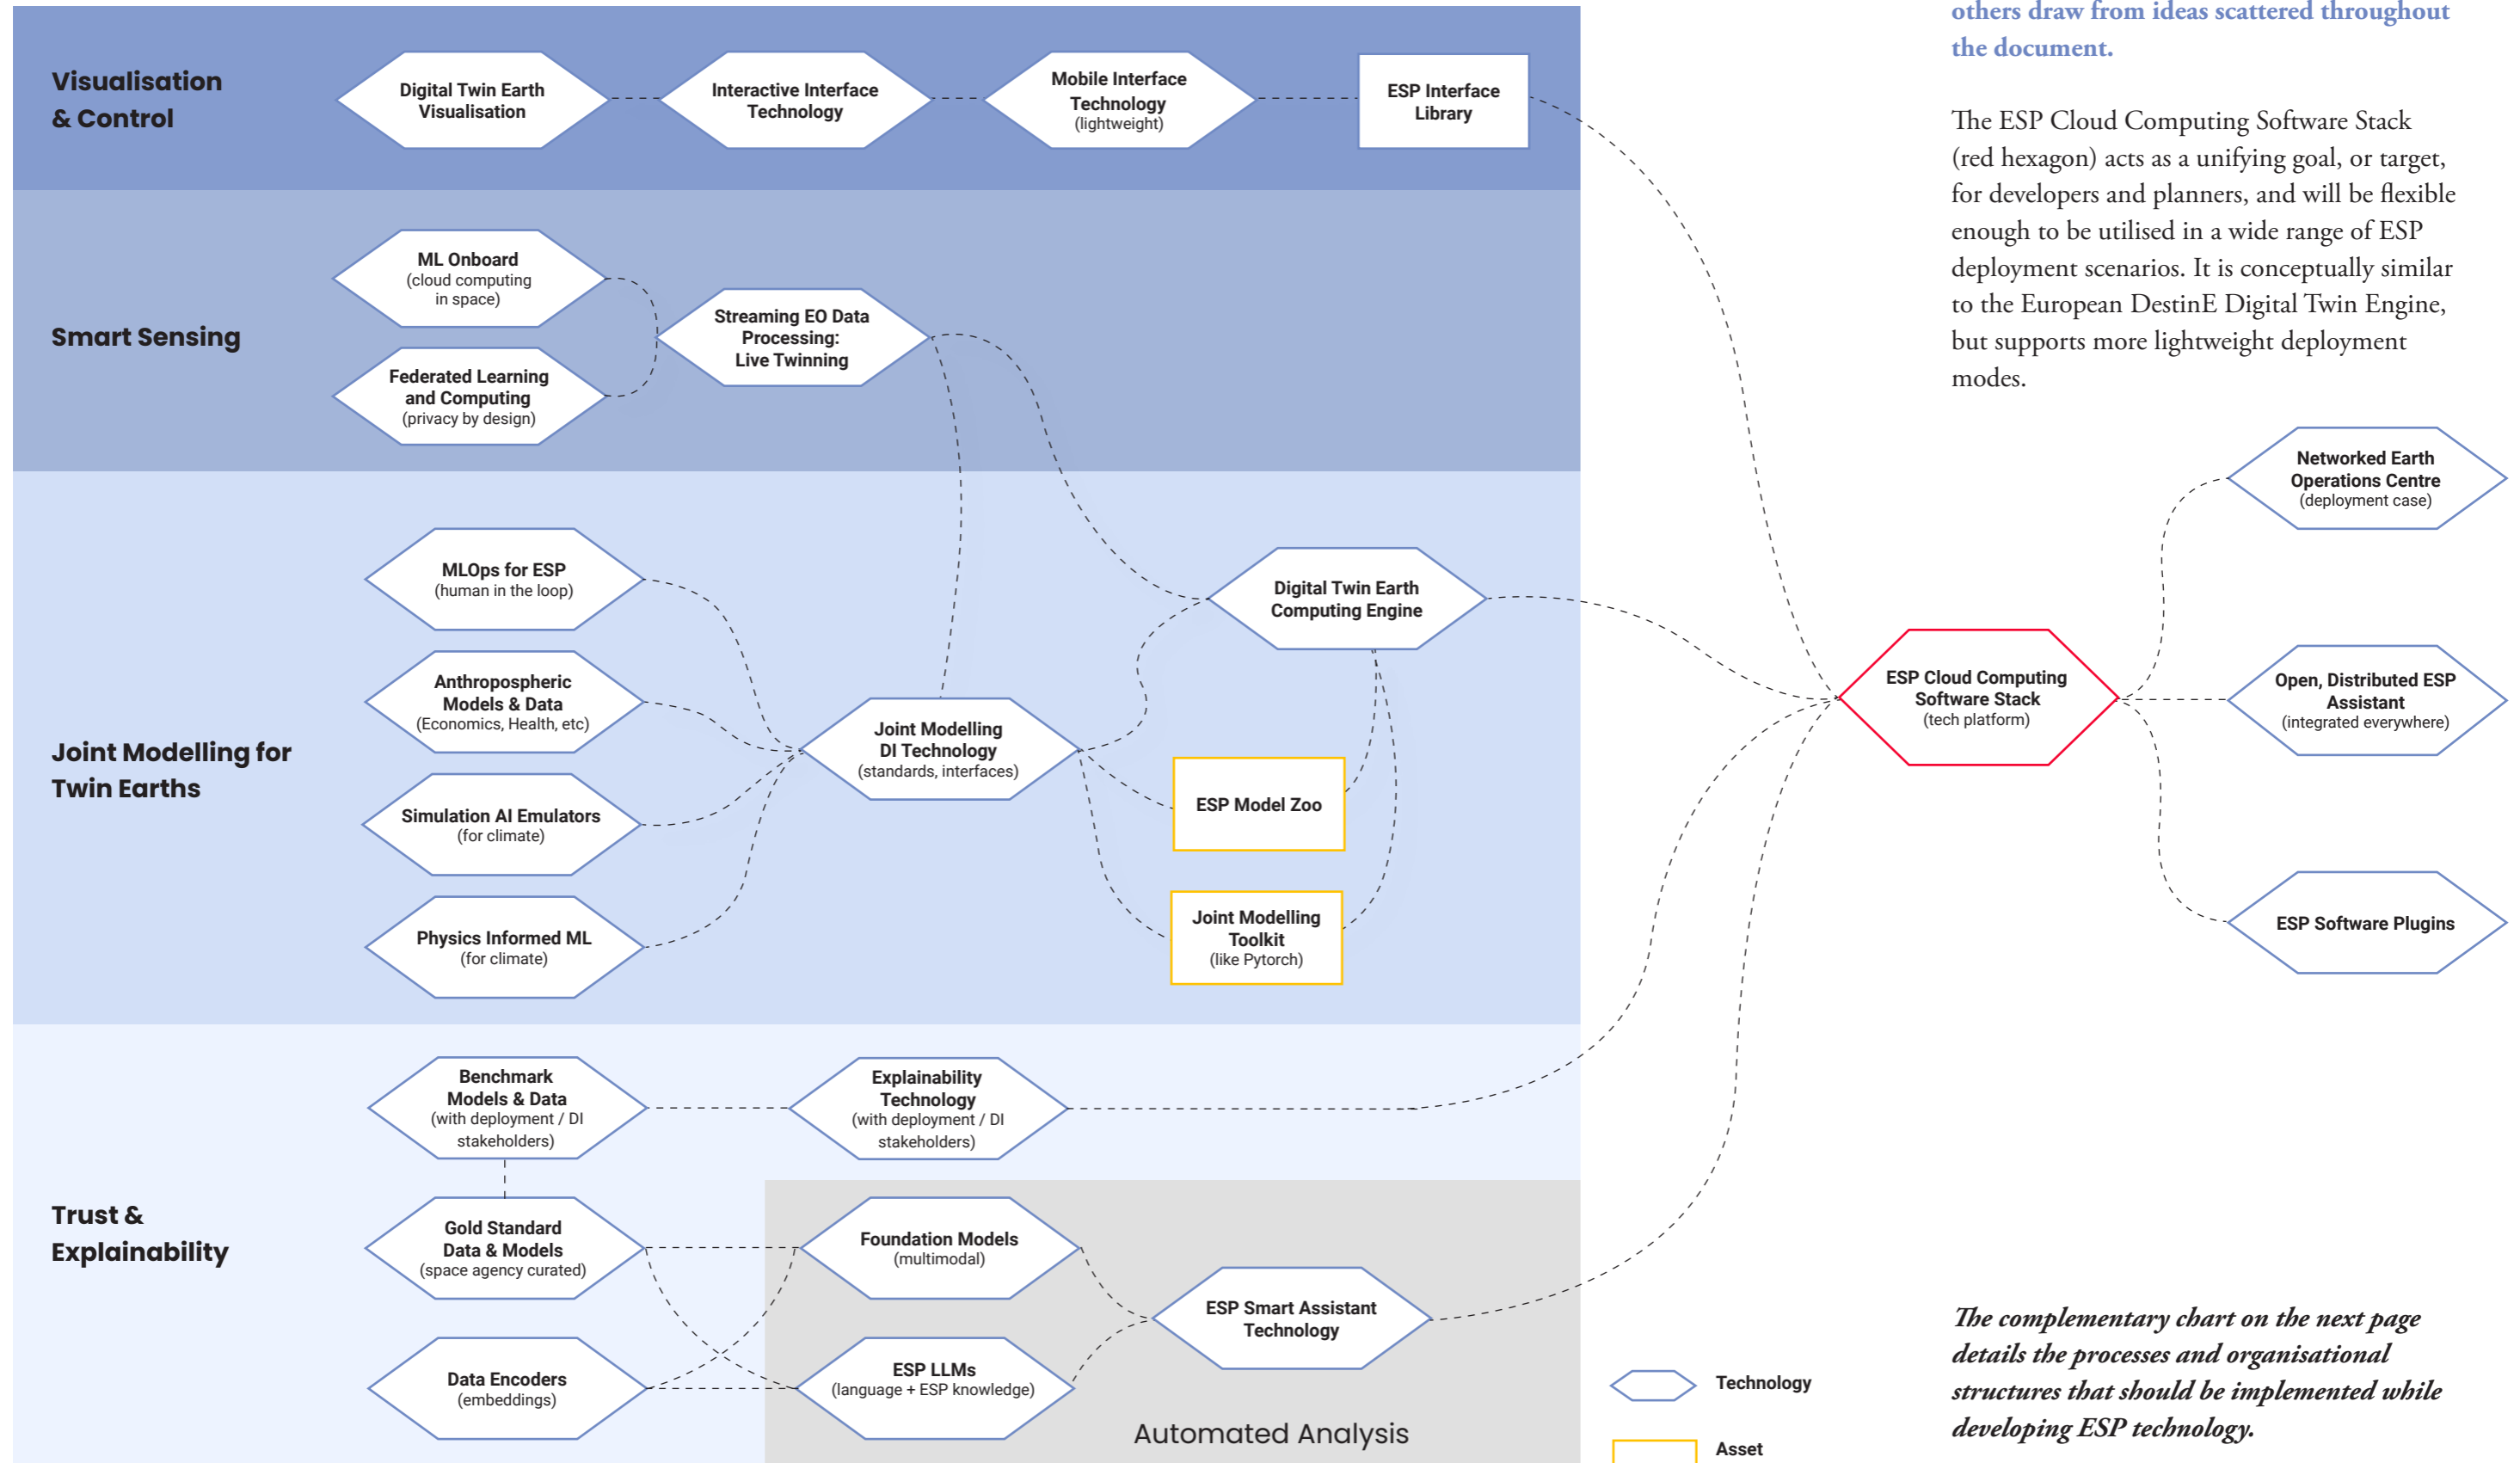 others draw from ideas scattered throughout
the document.
The ESP Cloud Computing Software Stack
(red hexagon) acts as a unifying goal, or target,
for developers and planners, and will be flexible
enough to be utilised in a wide range of ESP
deployment scenarios. It is conceptually similar
to the European DestinE Digital Twin Engine,
but supports more lightweight deployment
modes.
Visualisation
& Control
Digital Twin Earth
Visualisation
Interactive Interface
Technology
Mobile Interface
Technology
(lightweight)
ESP Interface
Library
Smart Sensing
ML Onboard
(cloud computing
in space)
Federated Learning
and Computing
(privacy by design)
Streaming EO Data
Processing:
Live Twinning
Joint Modelling for
Twin Earths
MLOps for ESP
(human in the loop)
Anthropospheric
Models & Data
(Economics, Health, etc)
Simulation AI Emulators
(for climate)
Physics Informed ML
(for climate)
Joint Modelling
DI Technology
(standards, interfaces)
Digital Twin Earth
Computing Engine
ESP Model Zoo
Joint Modelling
Toolkit
(like Pytorch)
Trust &
Explainability
Benchmark
Models & Data
(with deployment / DI
stakeholders)
Explainability
Technology
(with deployment / DI
stakeholders)
Gold Standard
Data & Models
(space agency curated)
Data Encoders
(embeddings)
Foundation Models
(multimodal)
ESP LLMs
(language + ESP knowledge)
ESP Smart Assistant
Technology
Automated Analysis
ESP Cloud Computing
Software Stack
(tech platform)
Networked Earth
Operations Centre
(deployment case)
Open, Distributed ESP
Assistant
(integrated everywhere)
ESP Software Plugins
Technology
Asset
The complementary chart on the next page
details the processes and organisational
structures that should be implemented while
developing ESP technology.